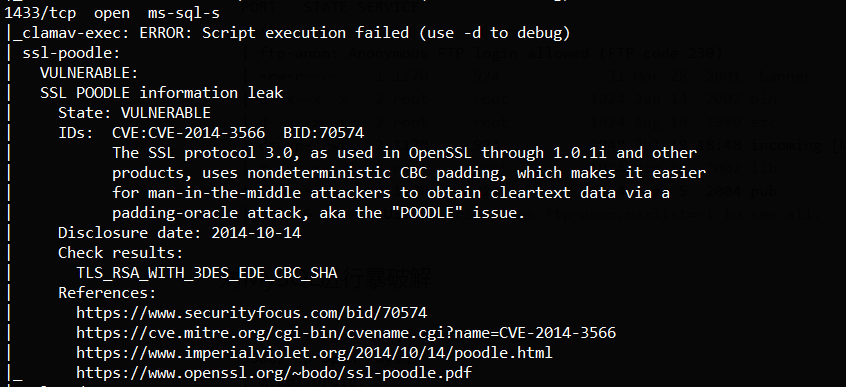 1433/tcp  open  ms-sql-s
|_clamav-exec: ERROR: Script execution failed (use -d to debug)
| ssl-poodle:
|   VULNERABLE:
|   SSL POODLE information leak
|     State: VULNERABLE
|     IDs:  CVE:CVE-2014-3566  BID:70574
|           The SSL protocol 3.0, as used in OpenSSL through 1.0.1i and other
|           products, uses nondeterministic CBC padding, which makes it easier
|           for man-in-the-middle attackers to obtain cleartext data via a
|           padding-oracle attack, aka the "POODLE" issue.
|     Disclosure date: 2014-10-14
|     Check results:
|       TLS_RSA_WITH_3DES_EDE_CBC_SHA
|     References:
|       https://www.securityfocus.com/bid/70574
|       https://cve.mitre.org/cgi-bin/cvename.cgi?name=CVE-2014-3566
|       https://www.imperialviolet.org/2014/10/14/poodle.html
|_      https://www.openssl.org/~bodo/ssl-poodle.pdf